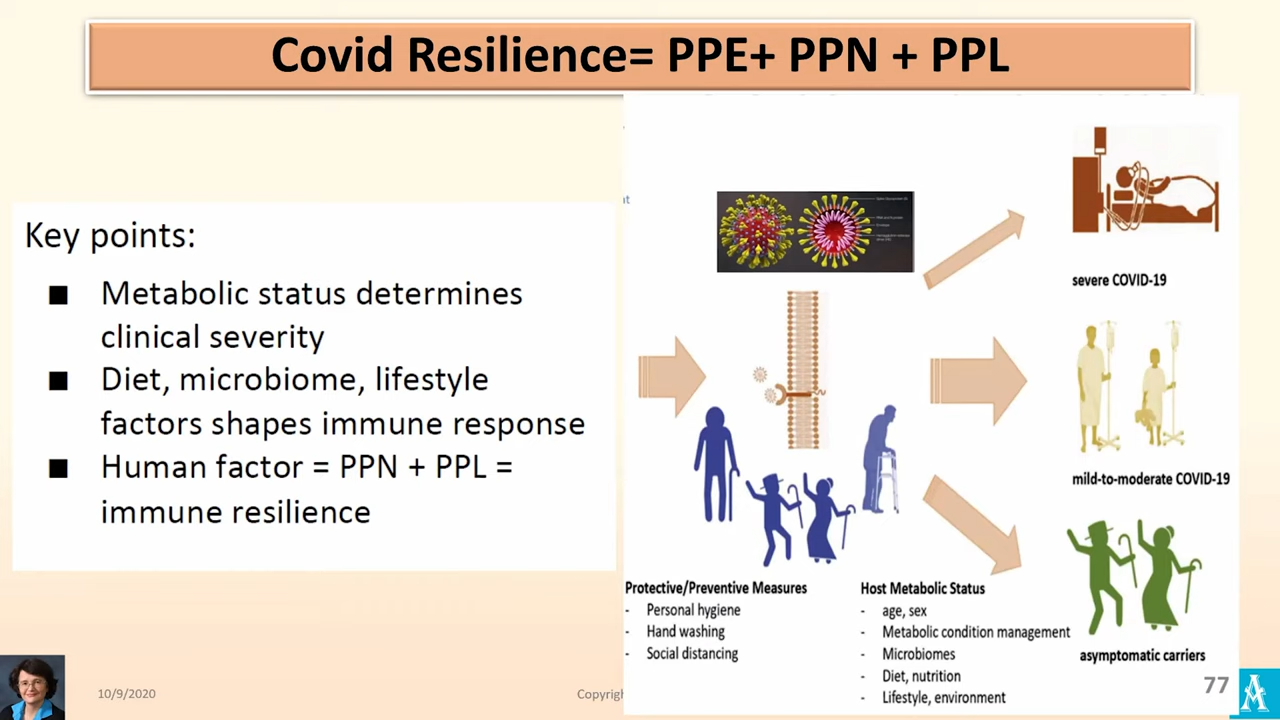 Covid Resilience= PPE+ PPN + PPL
Key points:
■ Metabolic status determines
clinical severity
■ Diet, microbiome, lifestyle
factors shapes immune response
■ Human factor = PPN + PPL =
immune resilience
severe COVID-19
mild-to-moderate COVID-19
asymptomatic carriers
Protective/Preventive Measures
- Personal hygiene
- Hand washing
- Social distancing
Host Metabolic Status
- age, sex
- Metabolic condition management
- Microbiomes
- Diet, nutrition
- Lifestyle, environment
10/9/2020
77
A